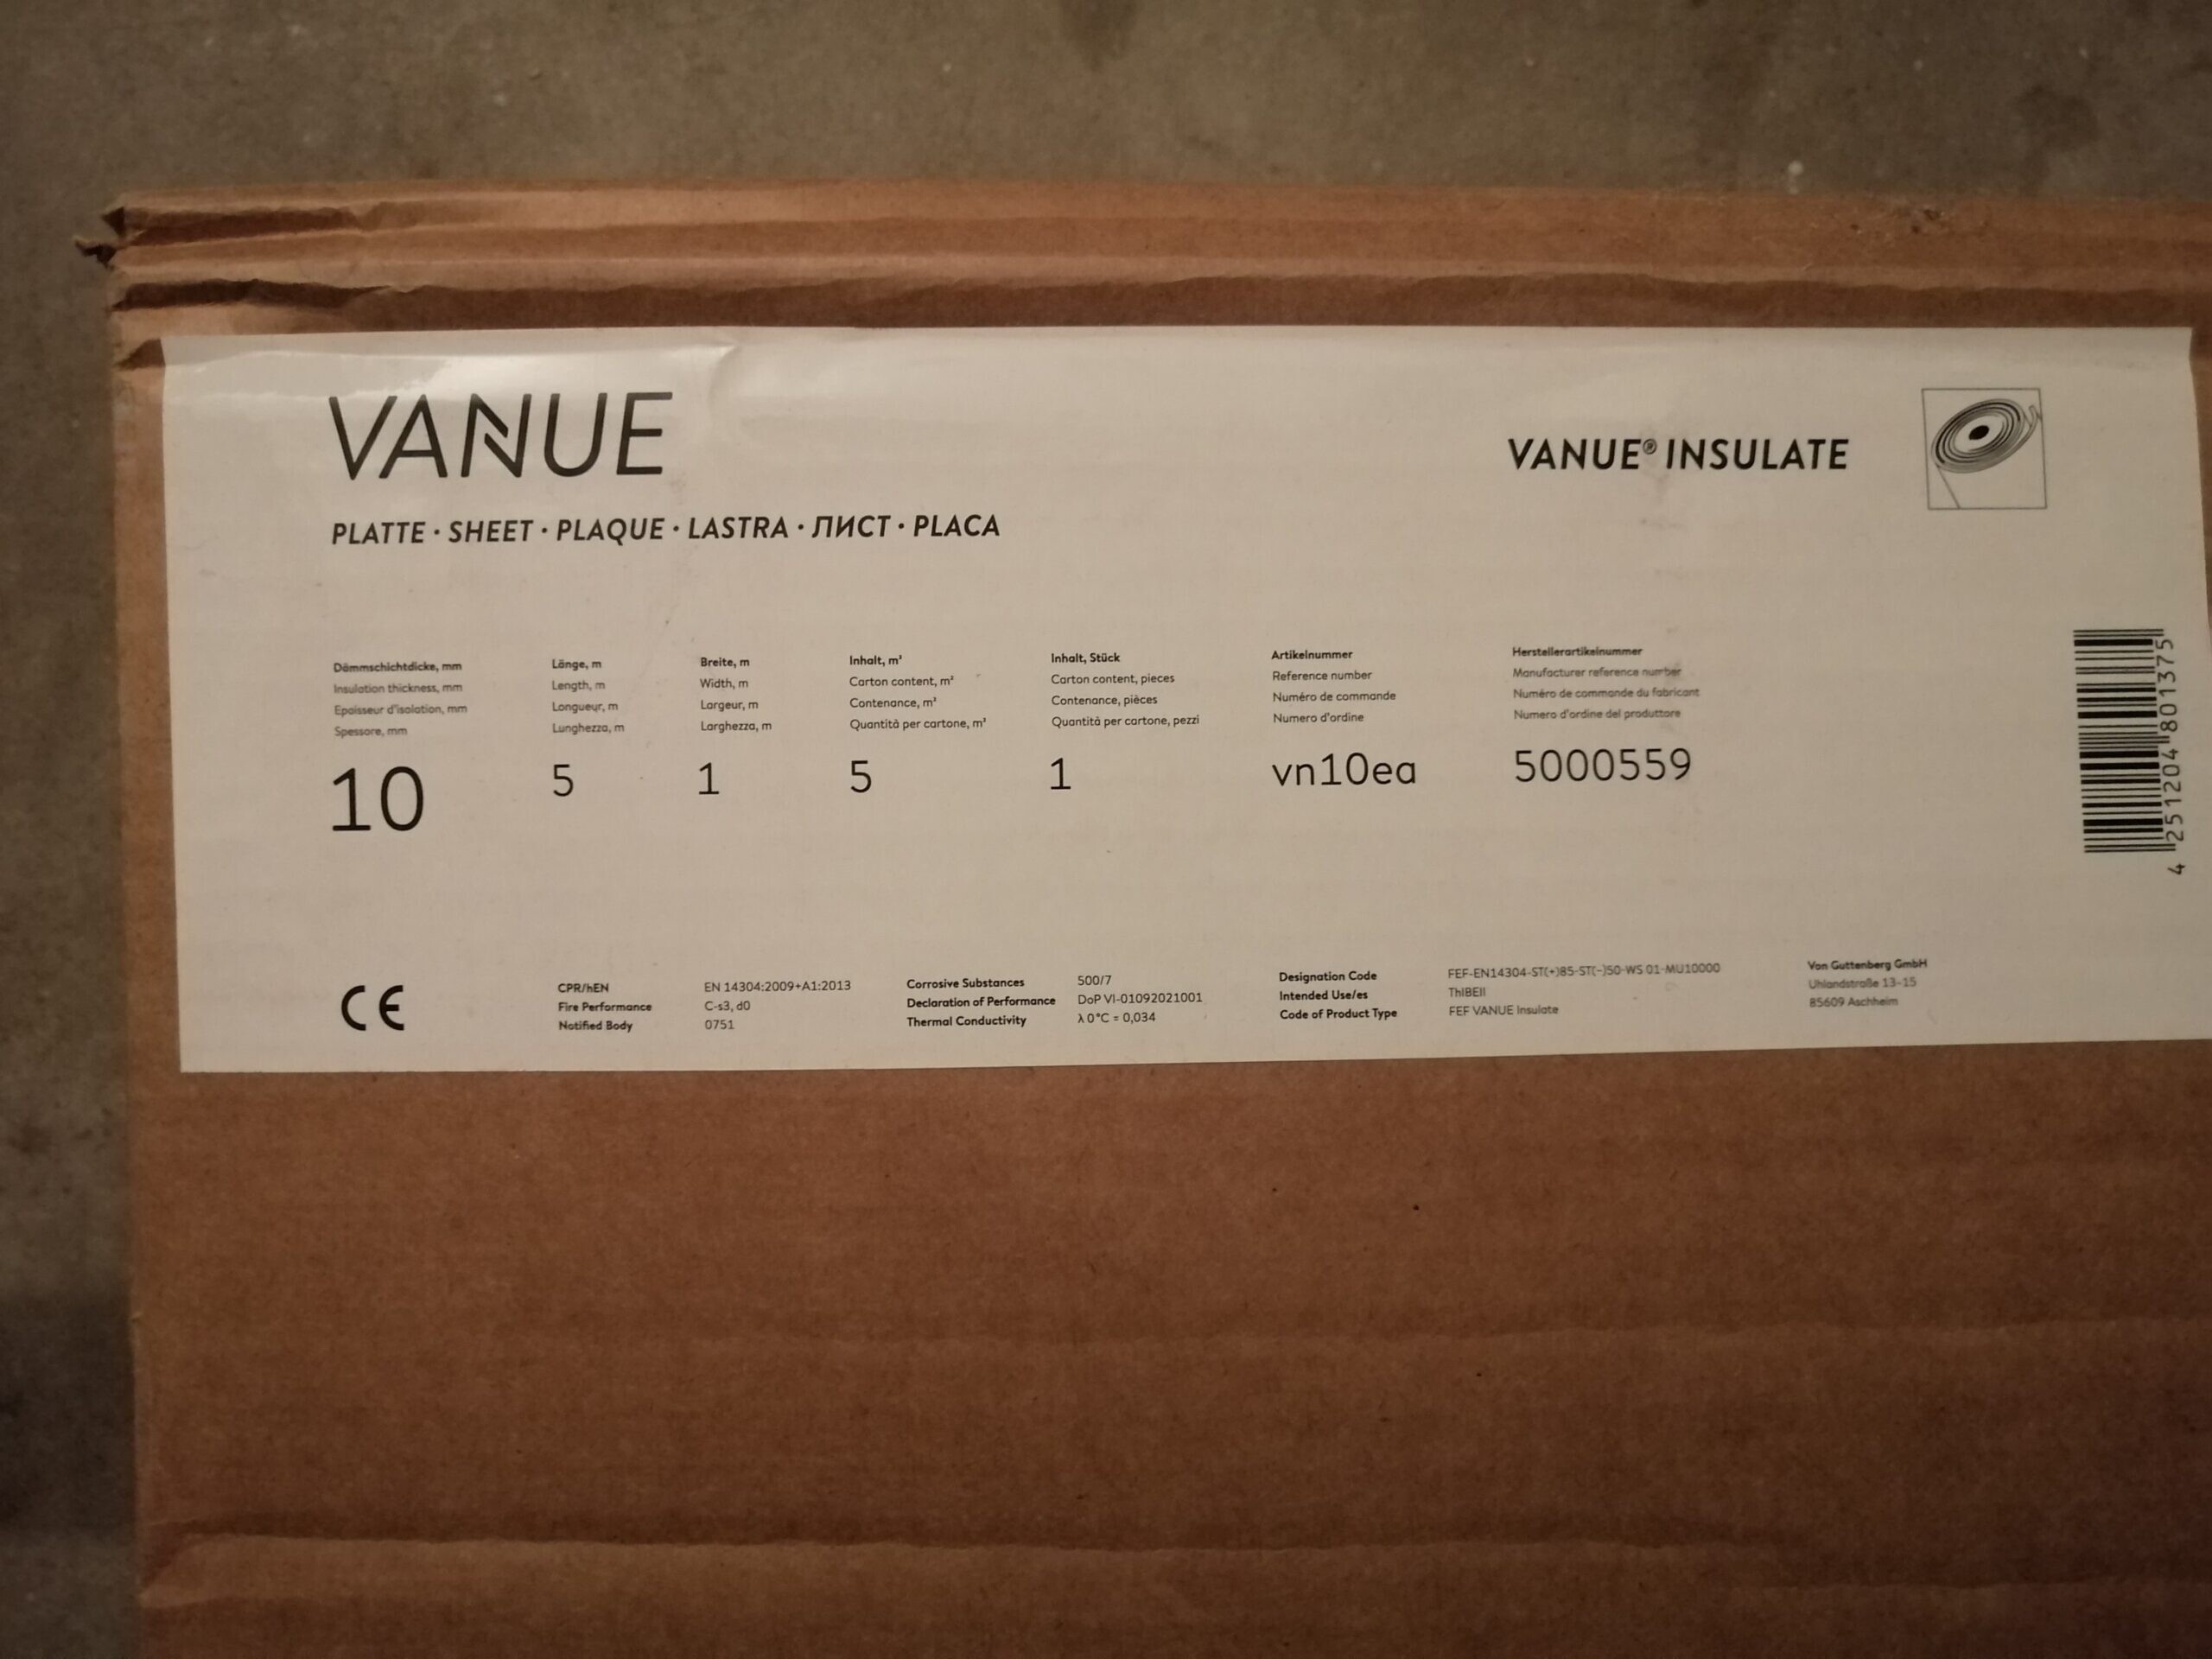 VANUE
VANUE® INSULATE
PLATTE · SHEET · PLAQUE · LASTRA · ЛИСТ · PLACA
Dämmschichtdicke, mm
Insulation thickness, mm
Epaisseur d'isolation, mm
Spessore, mm
10
Länge, m
Length, m
Longueur, m
Lunghezza, m
5
Breite, m
Width, m
Largeur, m
Larghezza, m
1
Inhalt, m²
Carton content, m²
Contenance, m²
Quantità per cartone, m²
5
Inhalt, Stück
Carton content, pieces
Contenance, pièces
Quantità per cartone, pezzi
1
Artikelnummer
Reference number
Numéro de commande
Numero d'ordine
vn10ea
Herstellerartikelnummer
Manufacturer reference number
Numéro de commande du fabricant
Numero d'ordine del produttore
5000559
4 251204 801375
CE
CPR/hEN EN 14304:2009+A1:2013
Fire Performance C-s3, d0
Notified Body 0751
Corrosive Substances 500/7
Declaration of Performance DoP VI-01092021001
Thermal Conductivity λ 0°C = 0,034
Designation Code FEF-EN14304-ST(+)85-ST(-)50-WS 01-MU10000
Intended Use/es ThIBEII
Code of Product Type FEF VANUE Insulate
Von Guttenberg GmbH
Uhlandstraße 13-15
85609 Aschheim